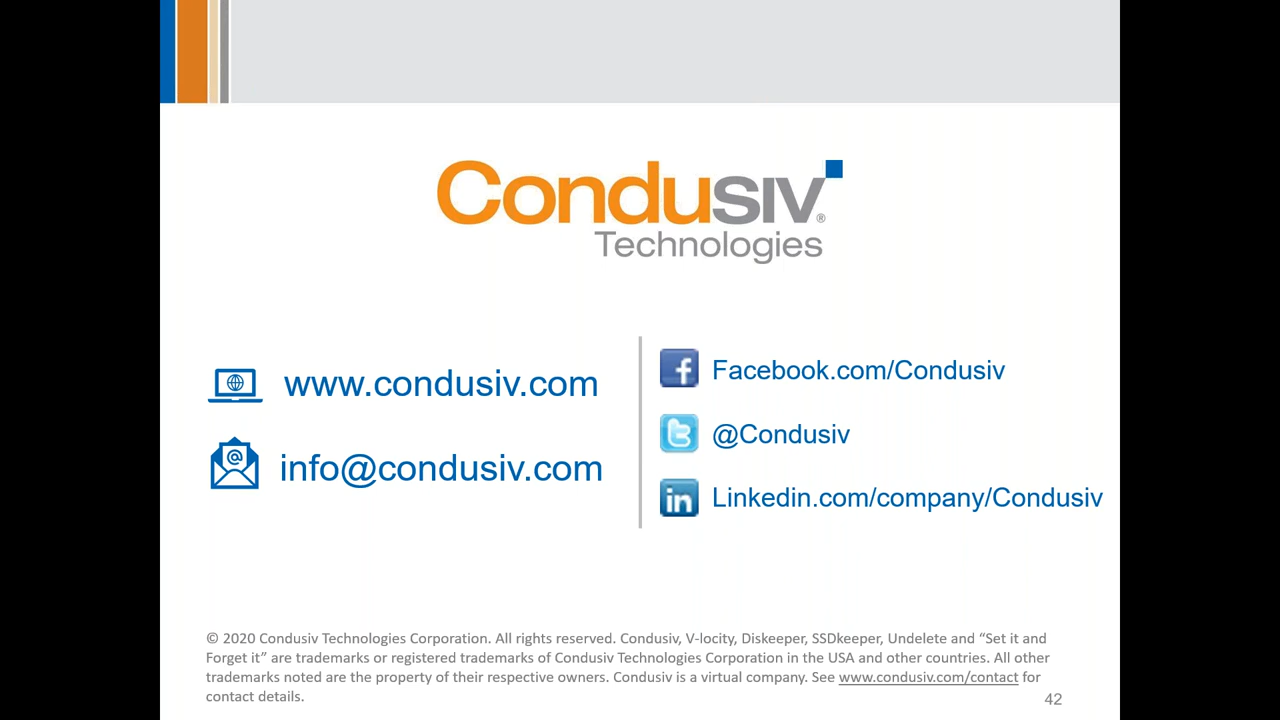 Condusiv®
Technologies
www.condusiv.com
info@condusiv.com
Facebook.com/Condusiv
@Condusiv
Linkedin.com/company/Condusiv
© 2020 Condusiv Technologies Corporation. All rights reserved. Condusiv, V-locity, Diskeeper, SSDkeeper, Undelete and “Set it and
Forget it” are trademarks or registered trademarks of Condusiv Technologies Corporation in the USA and other countries. All other
trademarks noted are the property of their respective owners. Condusiv is a virtual company. See www.condusiv.com/contact for
contact details.
42